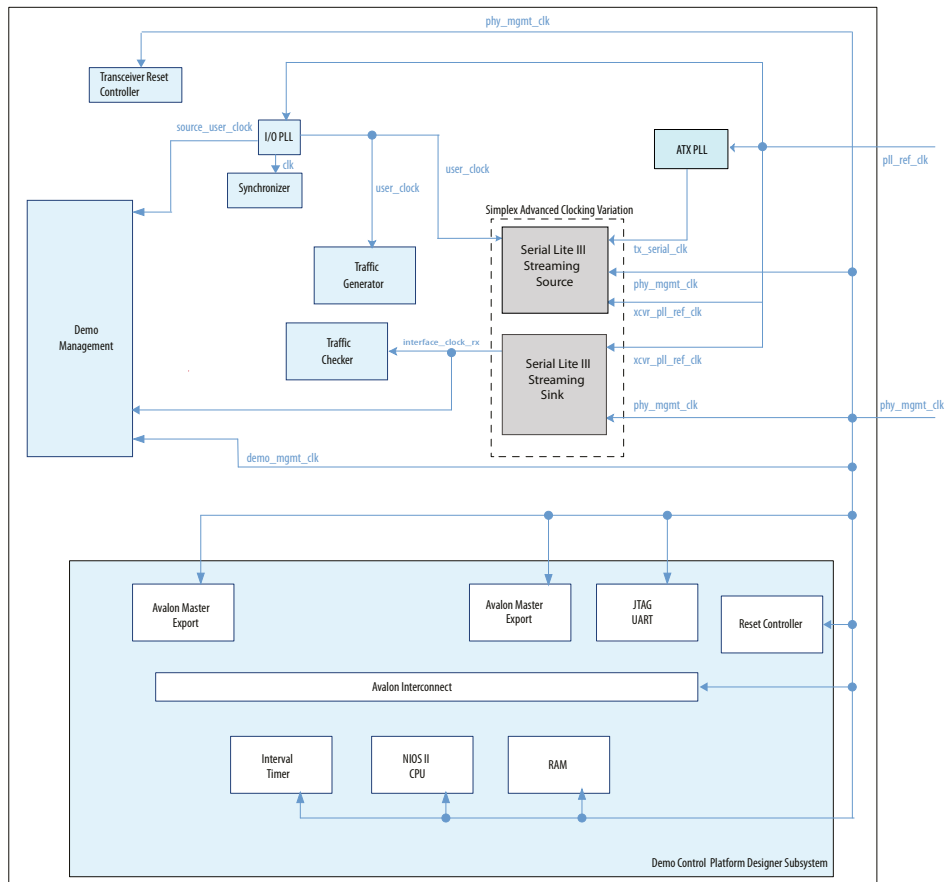 phy_mgmt_clk
Transceiver Reset
Controller
source_user_clock
I/O PLL
clk
Synchronizer
user_clock
user_clock
ATX PLL
pll_ref_clk
Simplex Advanced Clocking Variation
Serial Lite III
Streaming
Source
tx_serial_clk
phy_mgmt_clk
xcvr_pll_ref_clk
Traffic
Generator
Demo
Management
Traffic
Checker
interface_clock_rx
Serial Lite III
Streaming
Sink
xcvr_pll_ref_clk
phy_mgmt_clk
phy_mgmt_clk
demo_mgmt_clk
Avalon Master
Export
Avalon Master
Export
JTAG
UART
Reset Controller
Avalon Interconnect
Interval
Timer
NIOS II
CPU
RAM
Demo Control Platform Designer Subsystem